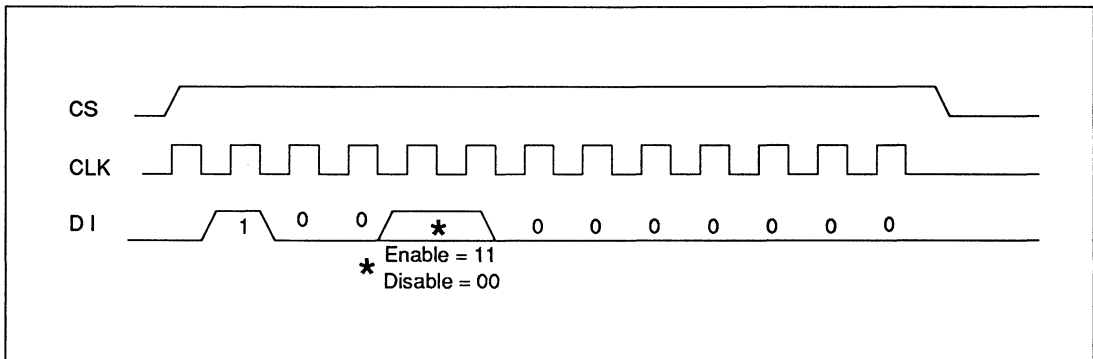 CS
CLK
DI 1 0 0 * 0 0 0 0 0 0 0
* Enable = 11
Disable = 00